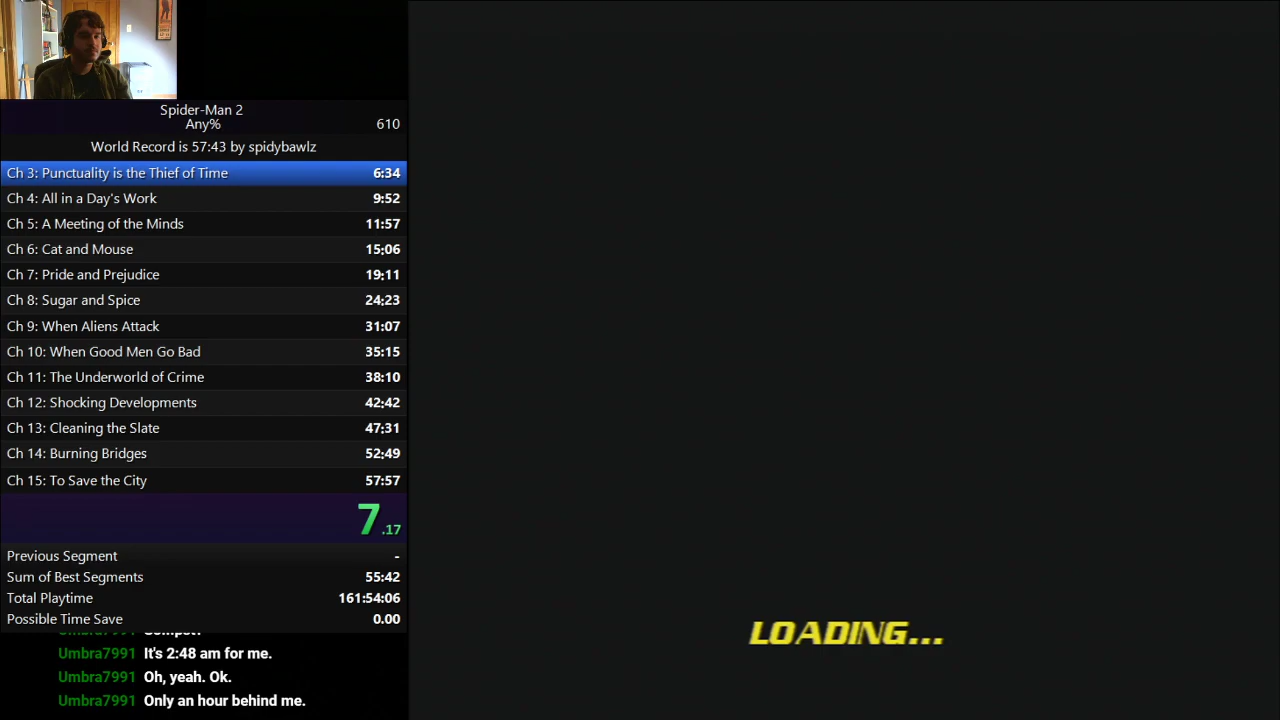 Spider-Man 2
Any% 610
World Record is 57:43 by spidybawlz
Ch 3: Punctuality is the Thief of Time 6:34
Ch 4: All in a Day's Work 9:52
Ch 5: A Meeting of the Minds 11:57
Ch 6: Cat and Mouse 15;06
Ch 7: Pride and Prejudice 19;11
Ch 8: Sugar and Spice 24;23
Ch 9: When Aliens Attack 31:07
Ch 10: When Good Men Go Bad 35:15
Ch 11: The Underworld of Crime 38:10
Ch 12: Shocking Developments 42;42
Ch 13: Cleaning the Slate 47;31
Ch 14: Burning Bridges 52;49
Ch 15: To Save the City 57:57
7.17
Previous Segment -
Sum of Best Segments 55:42
Total Playtime 161:54:06
Possible Time Save 0.00
LOADING...
Umbra7991
Umbra7991 It's 2:48 am for me.
Umbra7991 Oh, yeah. Ok.
Umbra7991 Only an hour behind me.